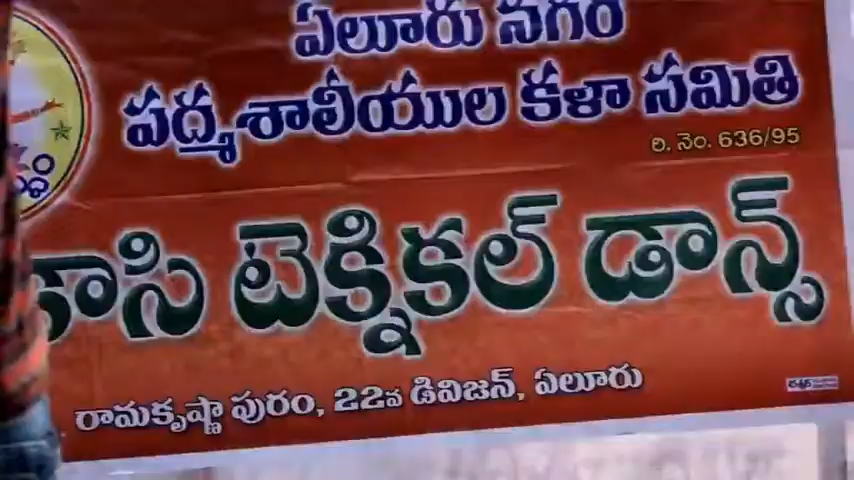 ఏలూరు నగర
పద్మశాలీయుల కళా సమితి
రి. నెం. 636/95
కాసి టెక్నికల్ డాన్స్
రామకృష్ణా పురం, 22వ డివిజన్, ఏలూరు